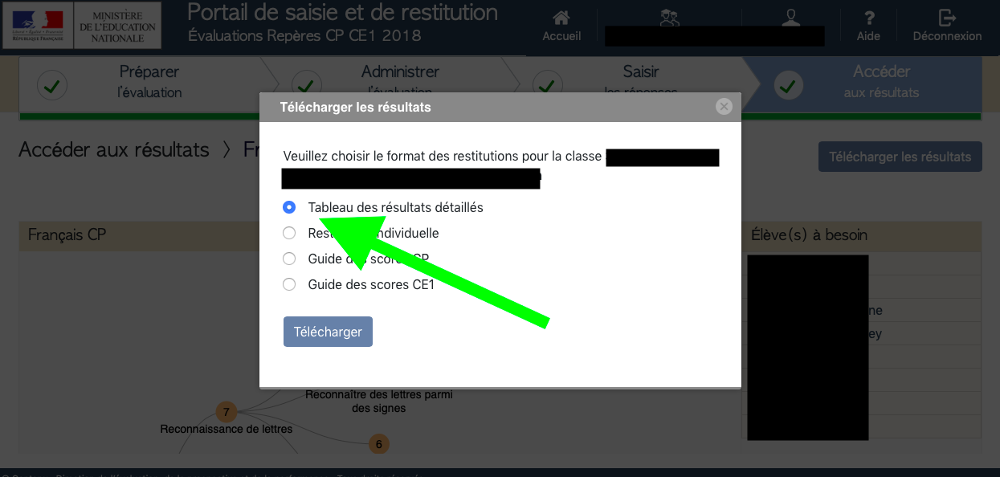 MINISTÈRE
DE L'ÉDUCATION
NATIONALE
Liberté • Égalité • Fraternité
RÉPUBLIQUE FRANÇAISE
Portail de saisie et de restitution
Évaluations Repères CP CE1 2018
Accueil
Aide
Déconnexion
Préparer
l'évaluation
Administrer
l'évaluation
Saisir
les réponses
Accéder
aux résultats
Accéder aux résultats > Fr
Télécharger les résultats
Télécharger les résultats
Veuillez choisir le format des restitutions pour la classe
Tableau des résultats détaillés
Rest ndividuelle
Guide d s score CP
Guide des scores CE1
Télécharger
Français CP
Élève(s) à besoin
ne
ey
Reconnaître des lettres parmi
des signes
7
Reconnaissance de lettres
6